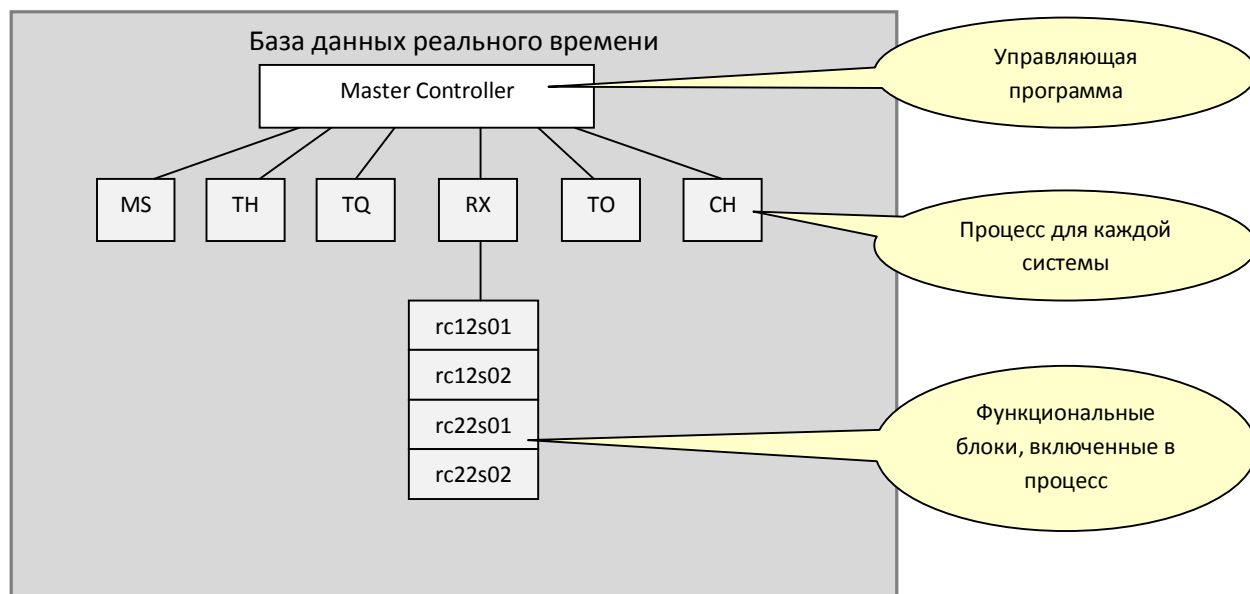 База данных реального времени
Master Controller
Управляющая
программа
MS
TH
TQ
RX
TO
CH
Процесс для каждой
системы
rc12s01
rc12s02
rc22s01
rc22s02
Функциональные
блоки, включенные в
процесс